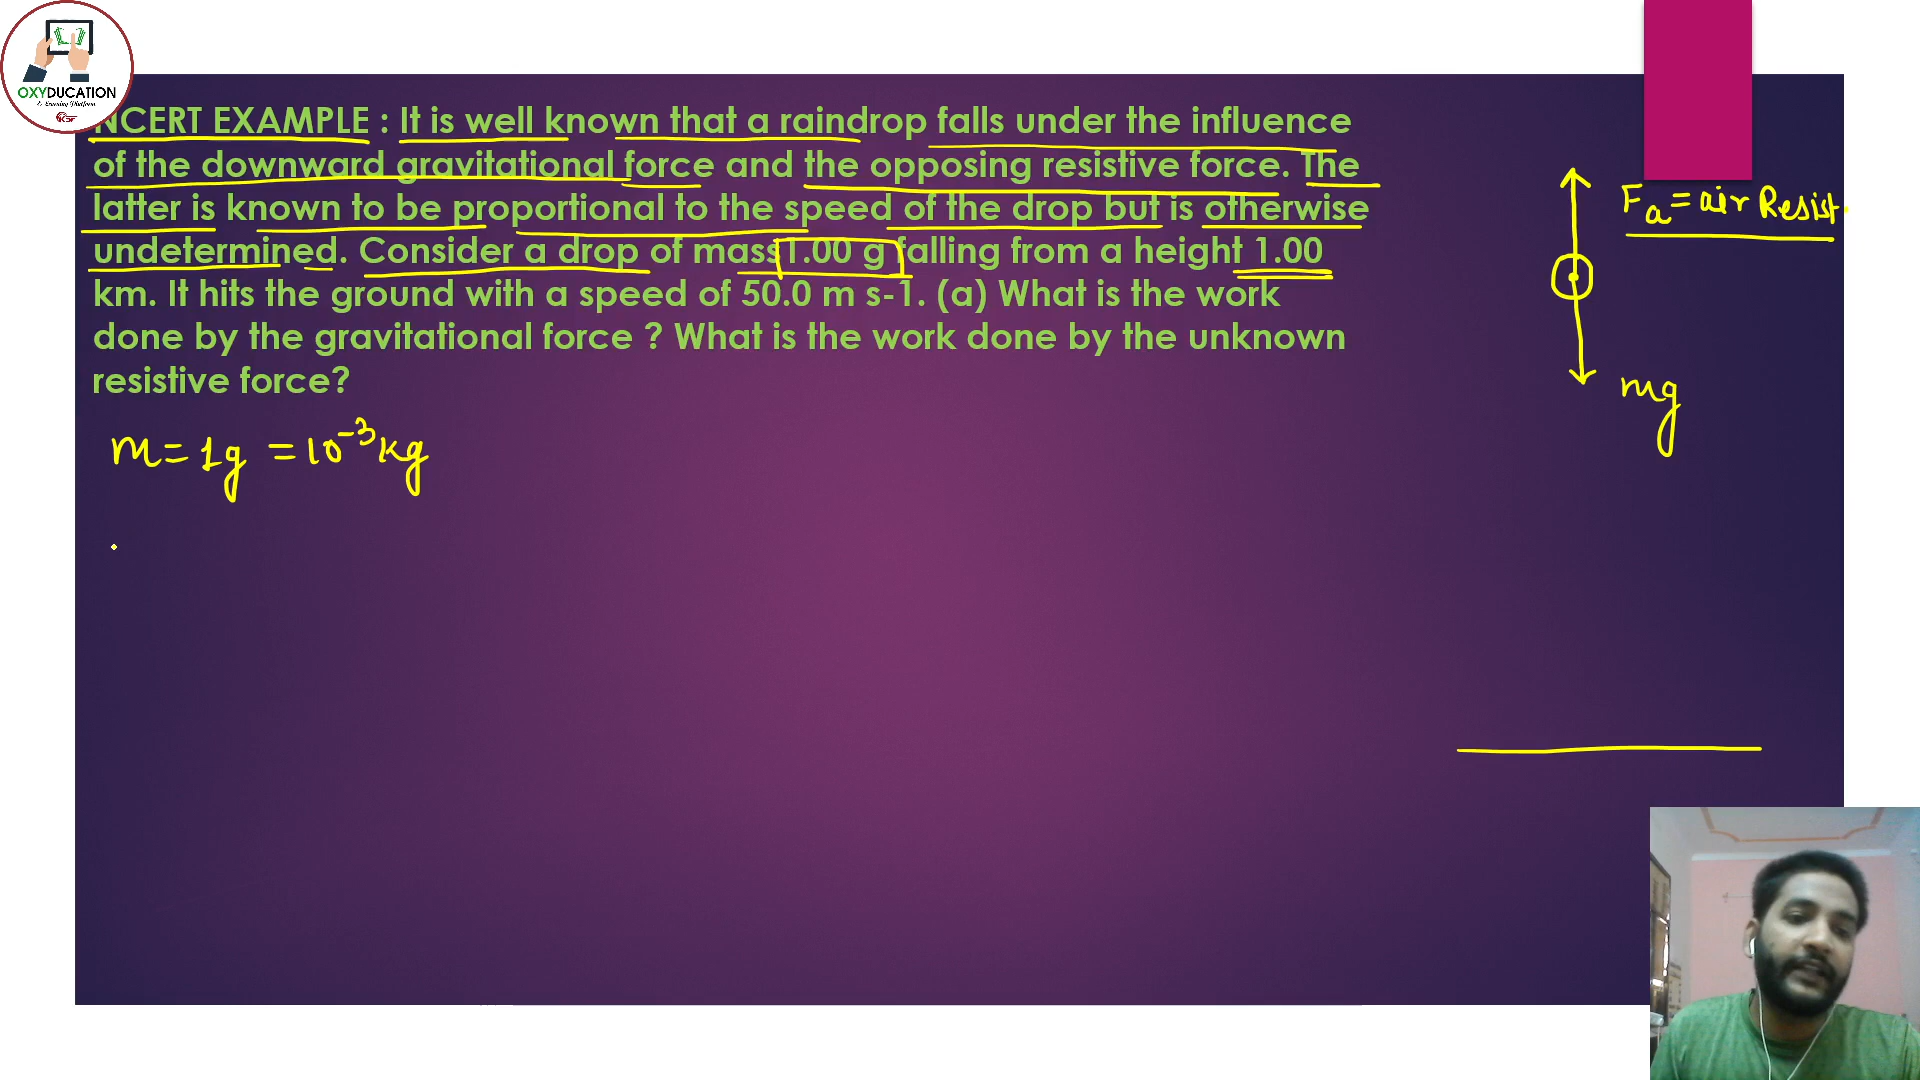 OXYDUCATION
e Learning Platform
NCERT EXAMPLE : It is well known that a raindrop falls under the influence
of the downward gravitational force and the opposing resistive force. The
latter is known to be proportional to the speed of the drop but is otherwise
undetermined. Consider a drop of mass 1.00 g falling from a height 1.00
km. It hits the ground with a speed of 50.0 m s-1. (a) What is the work
done by the gravitational force ? What is the work done by the unknown
resistive force?
m = 1g = 10⁻³ kg
Fa = air Resist.
mg